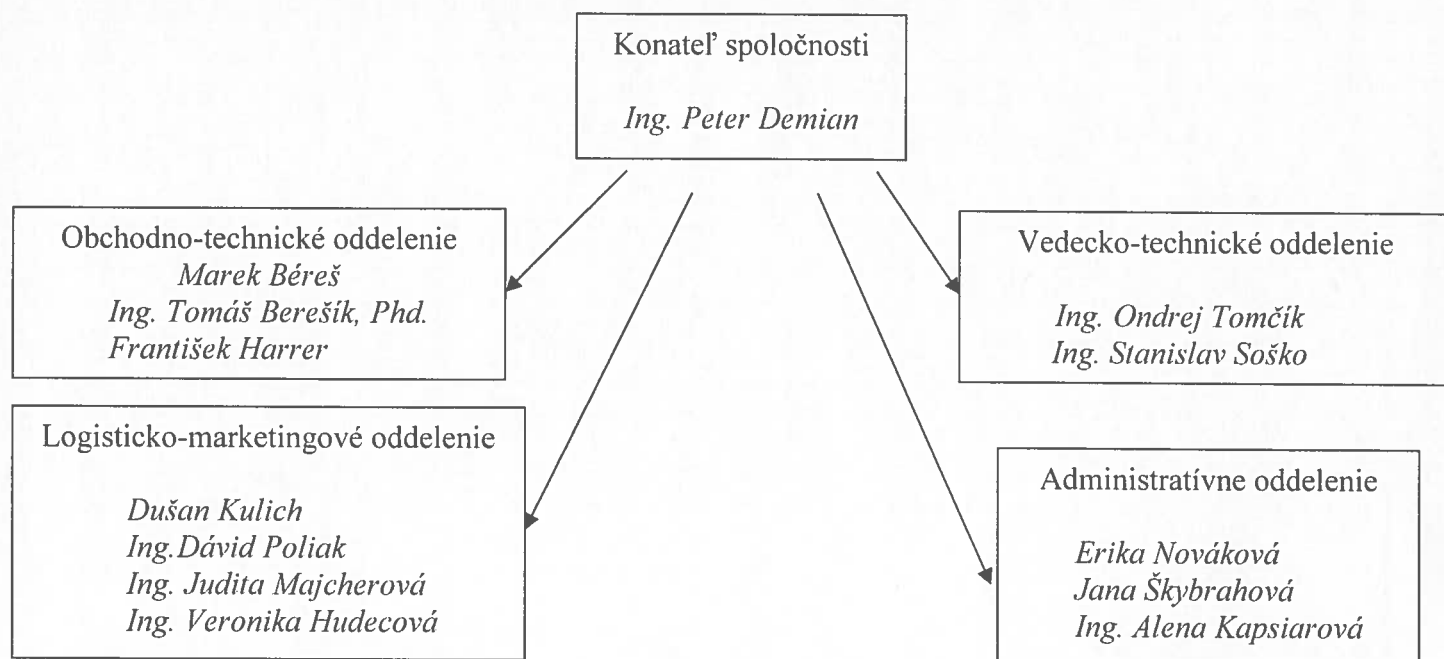 Konateľ spoločnosti
Ing. Peter Demian
Obchodno-technické oddelenie
Marek Béreš
Ing. Tomáš Berešík, Phd.
František Harrer
Vedecko-technické oddelenie
Ing. Ondrej Tomčík
Ing. Stanislav Soško
Logisticko-marketingové oddelenie
Dušan Kulich
Ing.Dávid Poliak
Ing. Judita Majcherová
Ing. Veronika Hudecová
Administratívne oddelenie
Erika Nováková
Jana Škybrahová
Ing. Alena Kapsiarová